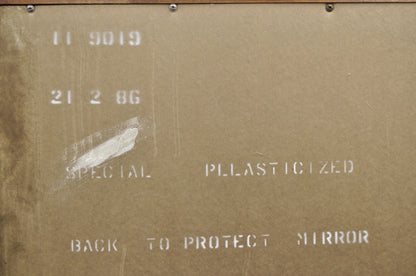 11 9019
21 2 86
SPECIAL PLLASTICIZED
BACK TO PROTECT MIRROR